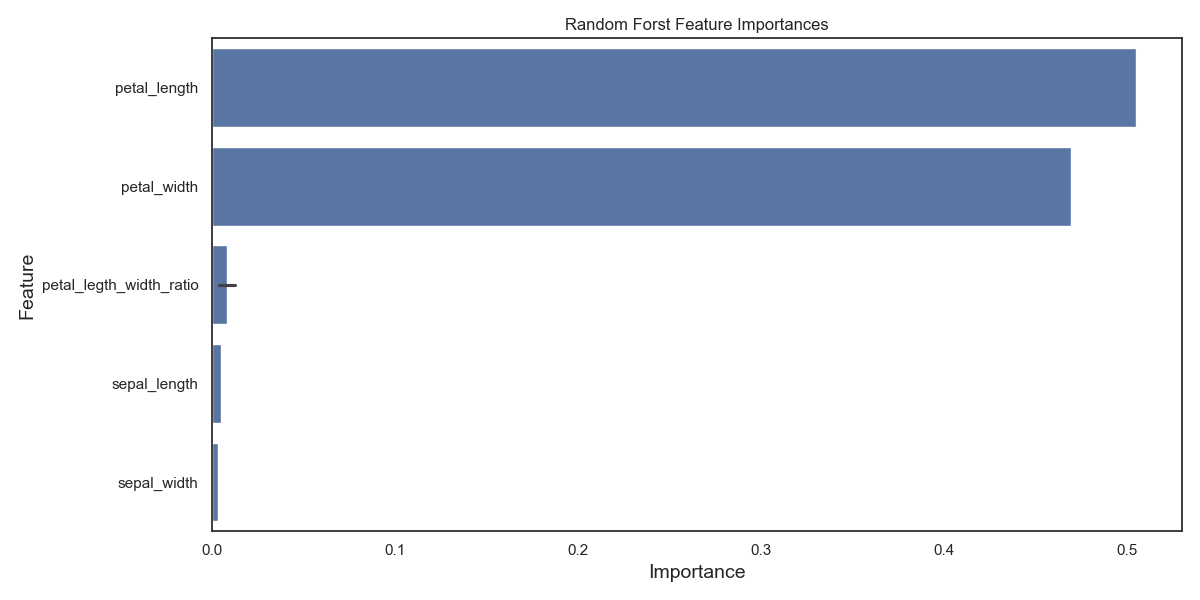 Random Forst Feature Importances
petal_length
petal_width
petal_legth_width_ratio
sepal_length
sepal_width
Feature
0.0 0.1 0.2 0.3 0.4 0.5
Importance